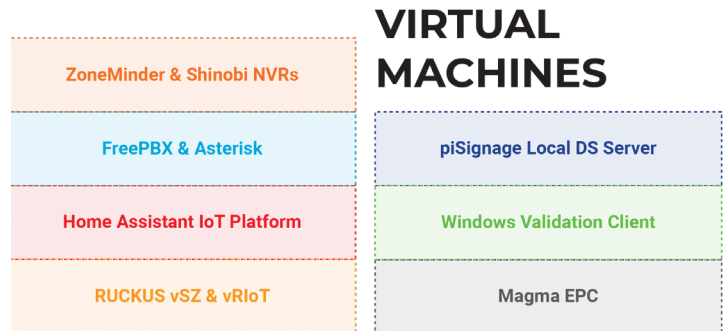 VIRTUAL
MACHINES
ZoneMinder & Shinobi NVRs
FreePBX & Asterisk
piSignage Local DS Server
Home Assistant IoT Platform
Windows Validation Client
RUCKUS vSZ & vRIoT
Magma EPC